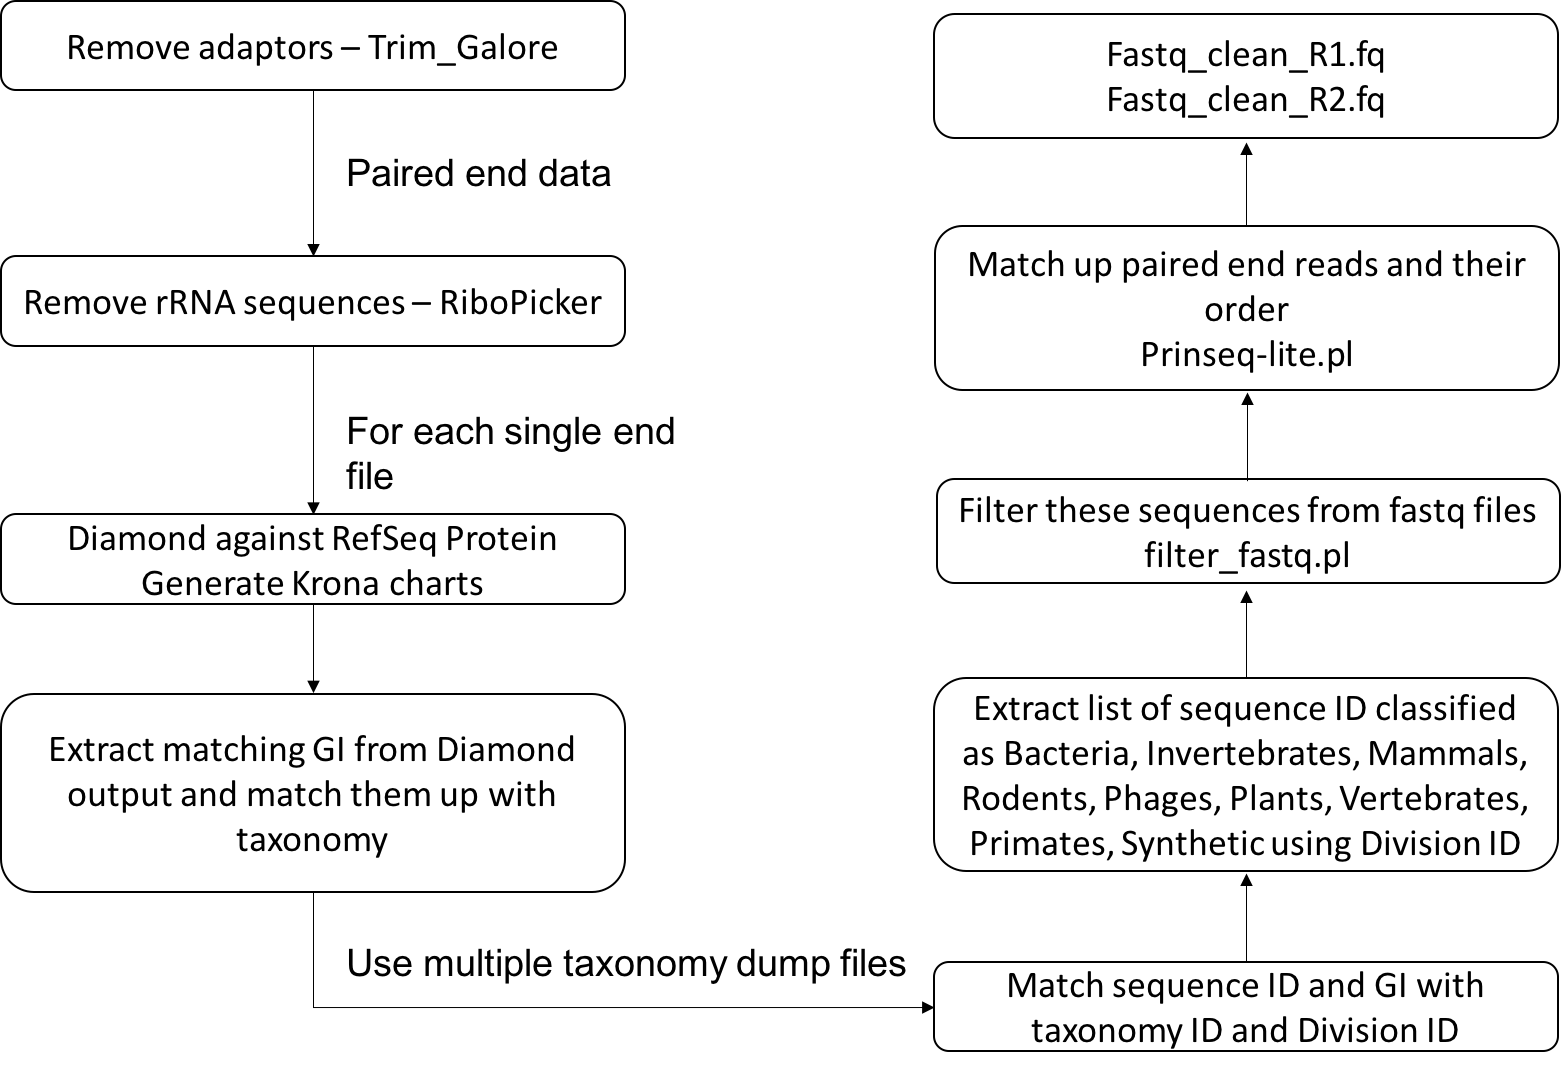 Remove adaptors – Trim_Galore
Paired end data
Remove rRNA sequences – RiboPicker
For each single end
file
Diamond against RefSeq Protein
Generate Krona charts
Extract matching GI from Diamond
output and match them up with
taxonomy
Use multiple taxonomy dump files
Match sequence ID and GI with
taxonomy ID and Division ID
Extract list of sequence ID classified
as Bacteria, Invertebrates, Mammals,
Rodents, Phages, Plants, Vertebrates,
Primates, Synthetic using Division ID
Filter these sequences from fastq files
filter_fastq.pl
Match up paired end reads and their
order
Prinseq-lite.pl
Fastq_clean_R1.fq
Fastq_clean_R2.fq